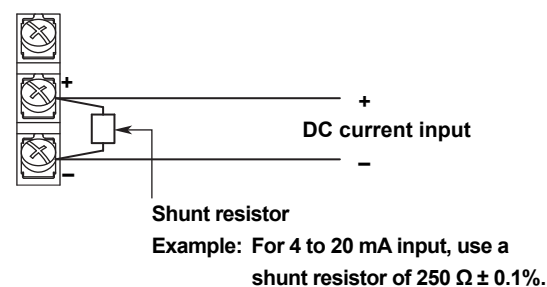 +
+
DC current input
−
−
Shunt resistor
Example: For 4 to 20 mA input, use a
shunt resistor of 250 Ω ± 0.1%.